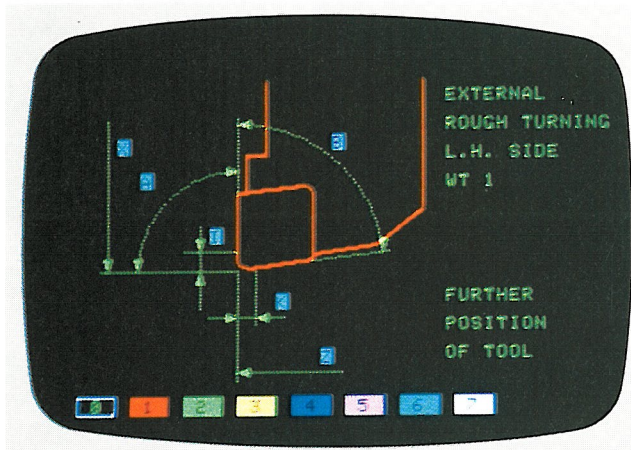 EXTERNAL
ROUGH TURNING
L.H. SIDE
WT 1
FURTHER
POSITION
OF TOOL
0 1 2 3 4 5 6 7